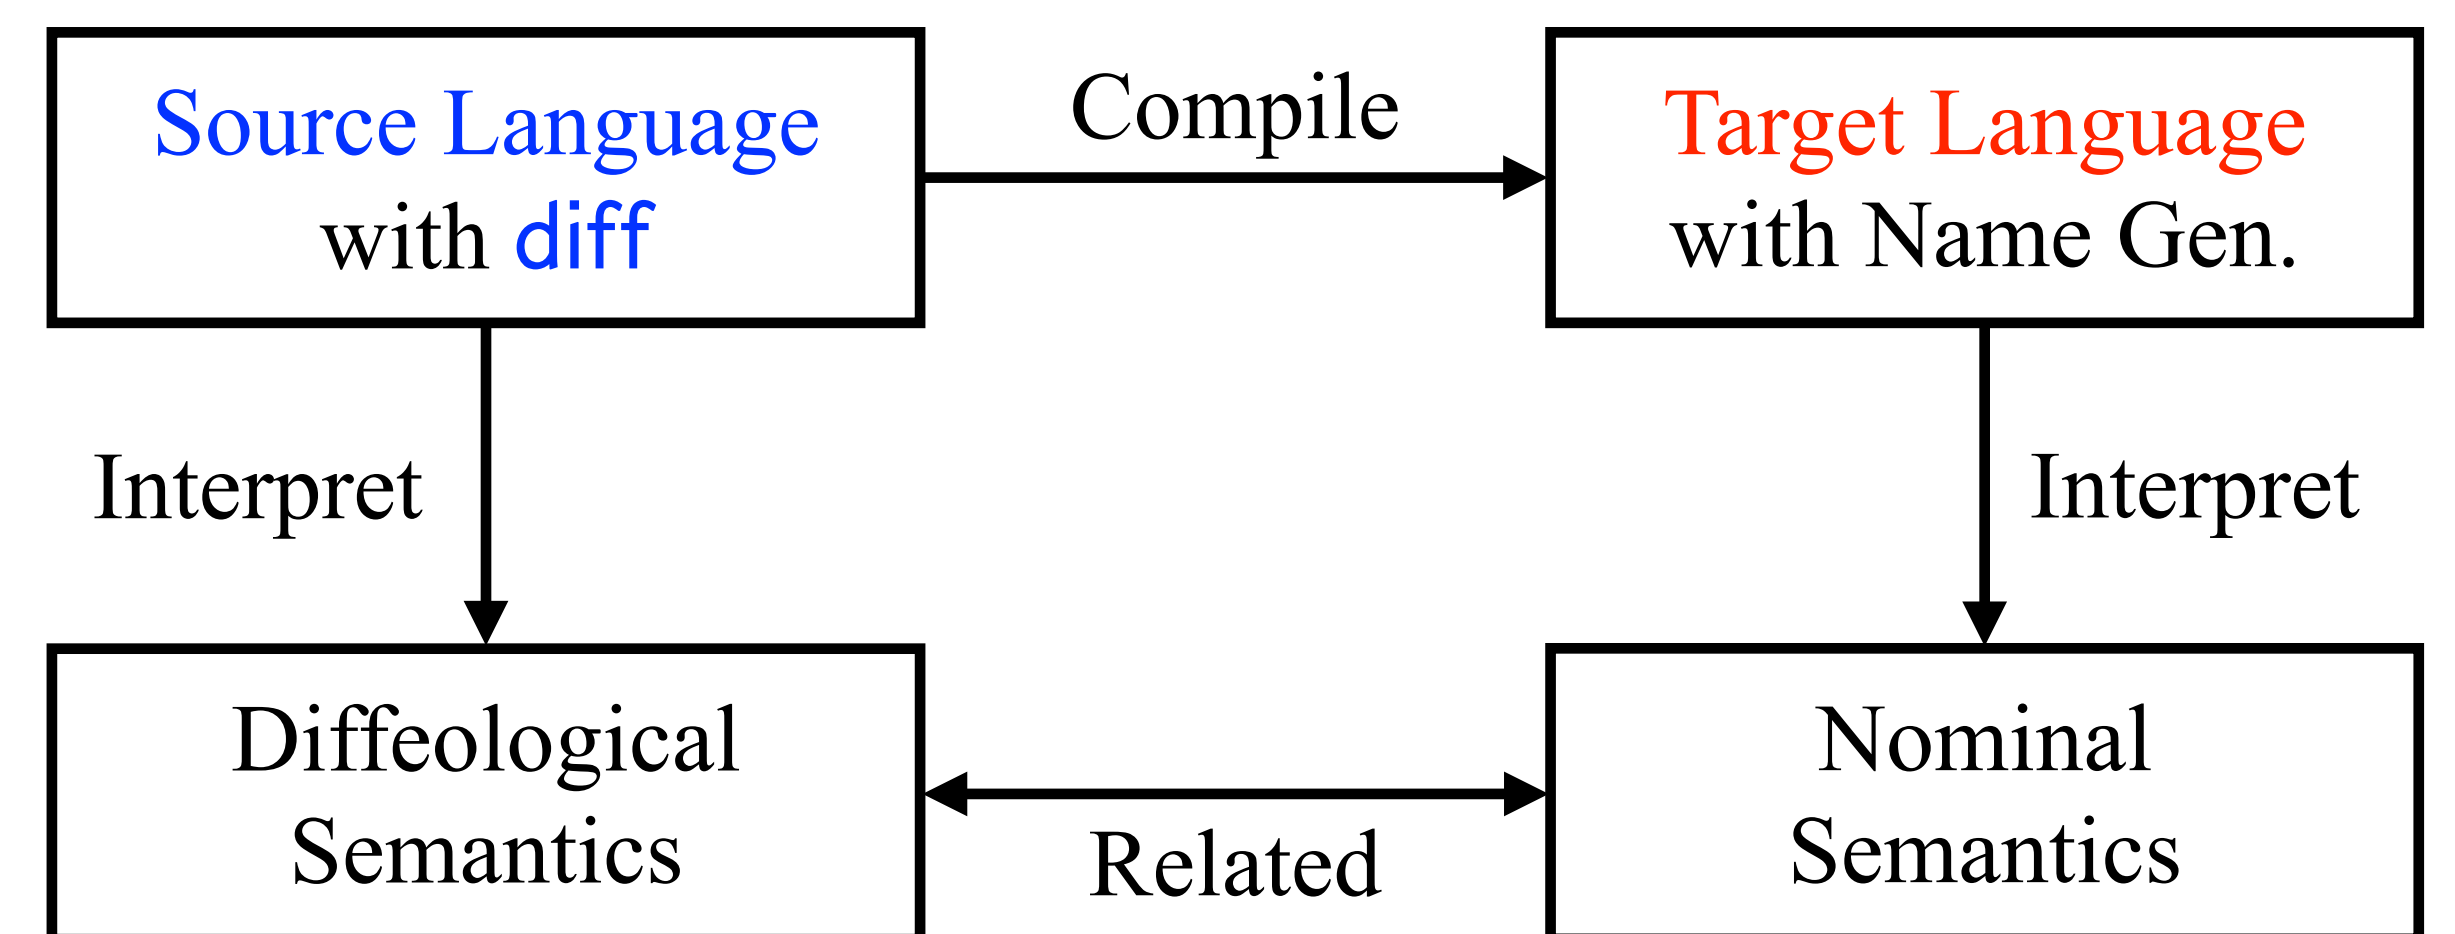 Source Language
with diff
Compile
Target Language
with Name Gen.
Interpret
Interpret
Diffeological
Semantics
Related
Nominal
Semantics